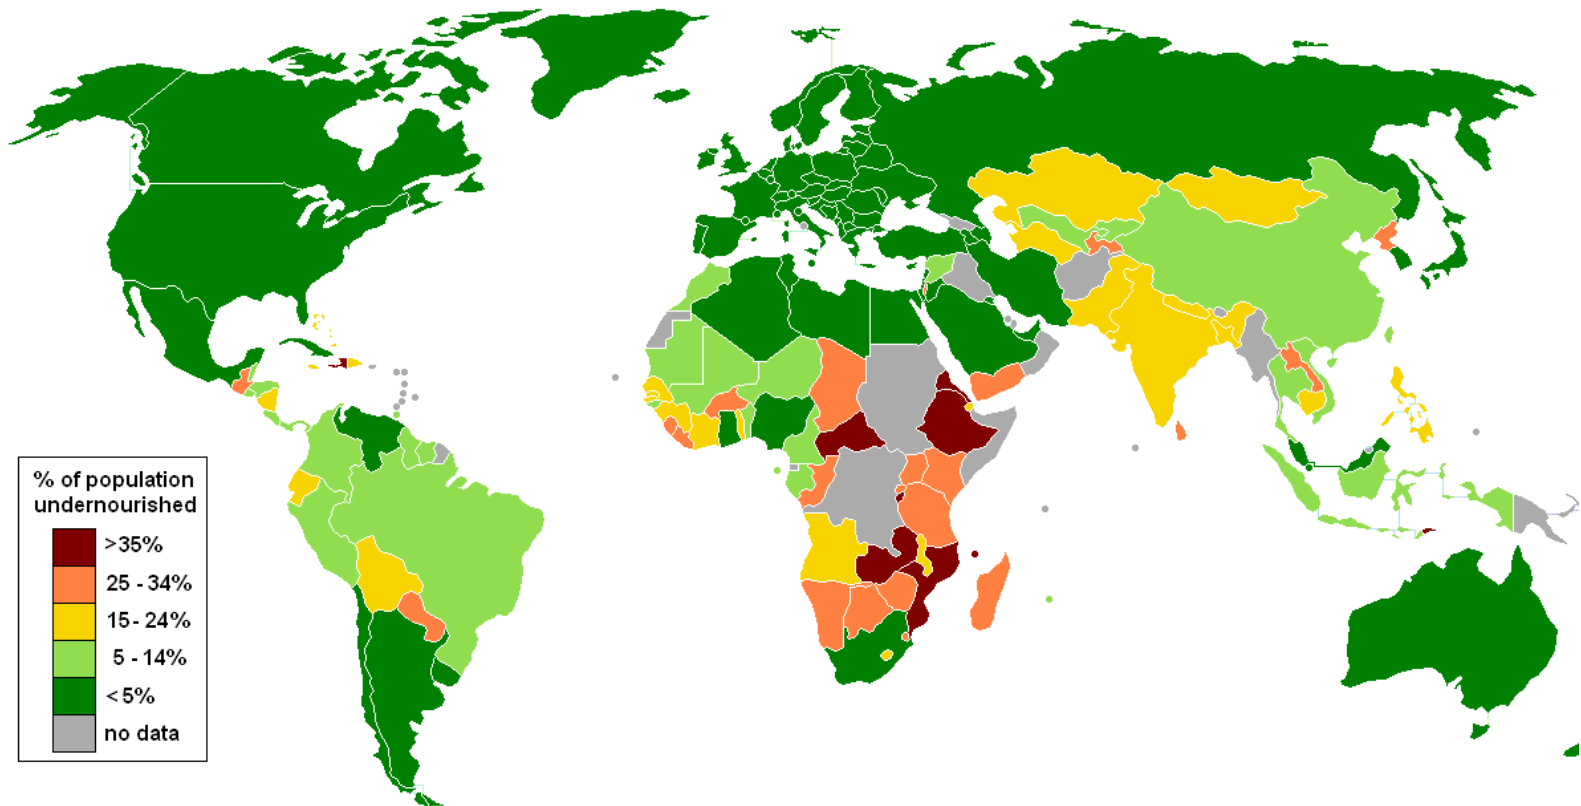 % of population
undernourished
>35%
25 - 34%
15 - 24%
5 - 14%
< 5%
no data